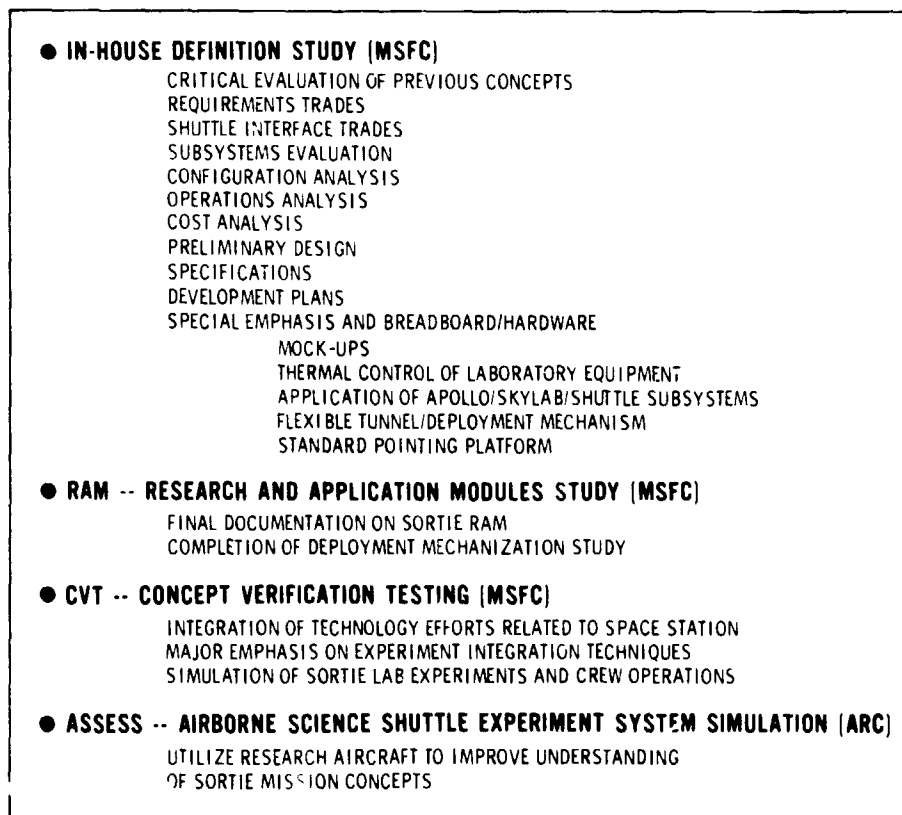 ● IN-HOUSE DEFINITION STUDY (MSFC)
CRITICAL EVALUATION OF PREVIOUS CONCEPTS
REQUIREMENTS TRADES
SHUTTLE INTERFACE TRADES
SUBSYSTEMS EVALUATION
CONFIGURATION ANALYSIS
OPERATIONS ANALYSIS
COST ANALYSIS
PRELIMINARY DESIGN
SPECIFICATIONS
DEVELOPMENT PLANS
SPECIAL EMPHASIS AND BREADBOARD/HARDWARE
MOCK-UPS
THERMAL CONTROL OF LABORATORY EQUIPMENT
APPLICATION OF APOLLO/SKYLAB/SHUTTLE SUBSYSTEMS
FLEXIBLE TUNNEL/DEPLOYMENT MECHANISM
STANDARD POINTING PLATFORM
● RAM -- RESEARCH AND APPLICATION MODULES STUDY (MSFC)
FINAL DOCUMENTATION ON SORTIE RAM
COMPLETION OF DEPLOYMENT MECHANIZATION STUDY
● CVT -- CONCEPT VERIFICATION TESTING (MSFC)
INTEGRATION OF TECHNOLOGY EFFORTS RELATED TO SPACE STATION
MAJOR EMPHASIS ON EXPERIMENT INTEGRATION TECHNIQUES
SIMULATION OF SORTIE LAB EXPERIMENTS AND CREW OPERATIONS
● ASSESS -- AIRBORNE SCIENCE SHUTTLE EXPERIMENT SYSTEM SIMULATION (ARC)
UTILIZE RESEARCH AIRCRAFT TO IMPROVE UNDERSTANDING
OF SORTIE MISSION CONCEPTS